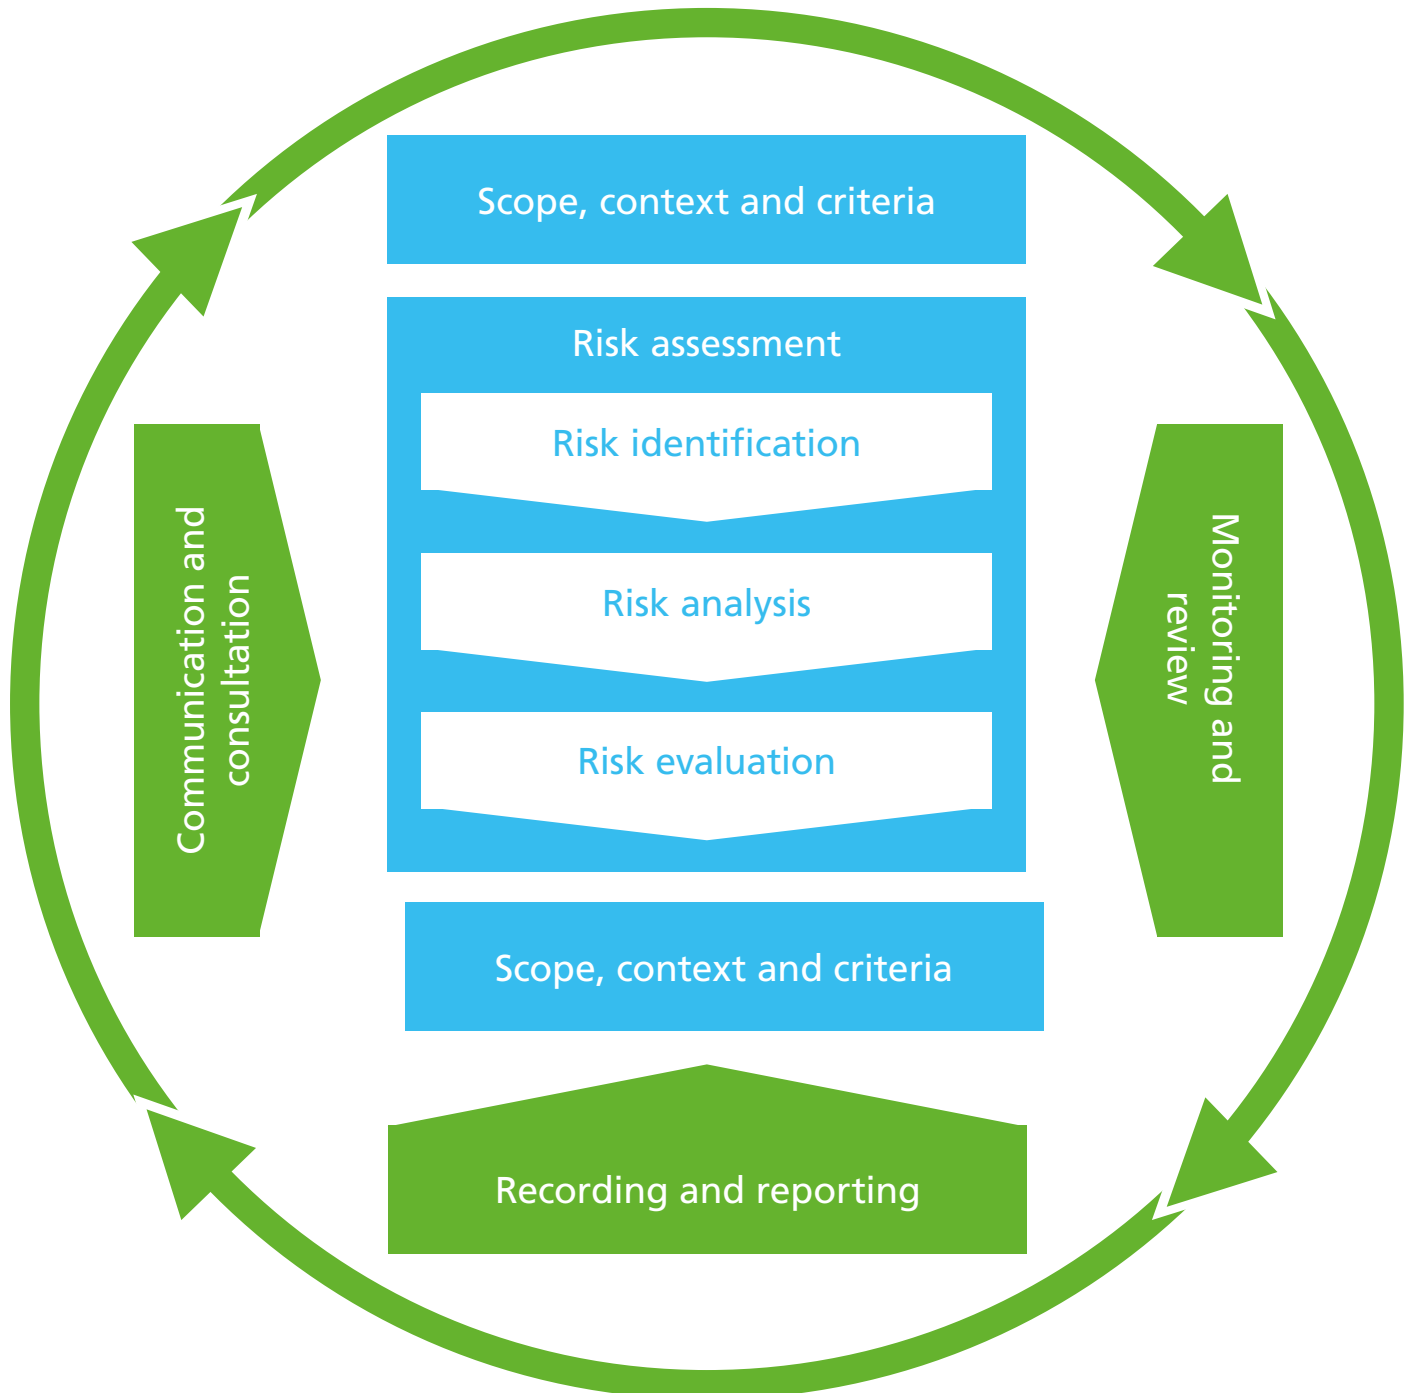 Scope, context and criteria
Risk assessment
Risk identification
Risk analysis
Risk evaluation
Communication and
consultation
Monitoring and
review
Scope, context and criteria
Recording and reporting